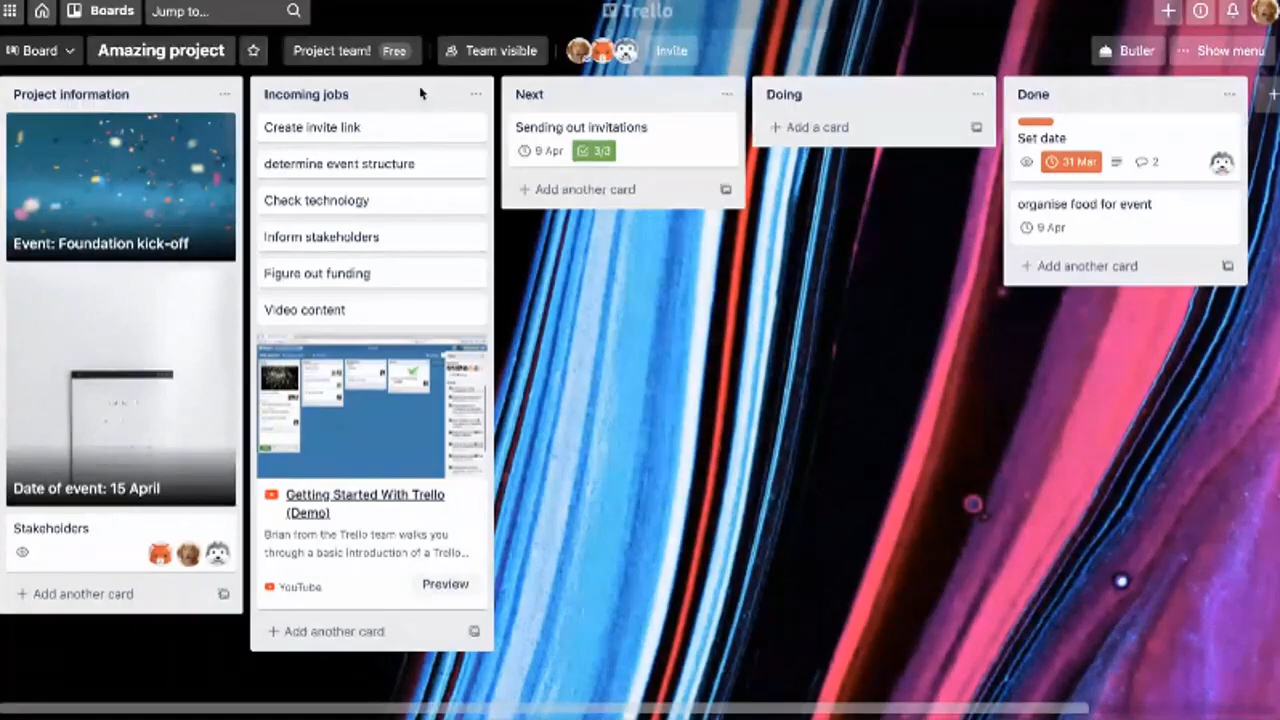 Boards
Jump to...
Trello
Board
Amazing project
Project team!
Free
Team visible
Invite
Butler
Show menu
Project information
Event: Foundation kick-off
Date of event: 15 April
Stakeholders
Add another card
Incoming jobs
Create invite link
determine event structure
Check technology
Inform stakeholders
Figure out funding
Video content
Getting Started With Trello
(Demo)
Brian from the Trello team walks you
through a basic introduction of a Trello...
YouTube
Preview
Add another card
Next
Sending out invitations
9 Apr
3/3
Add another card
Doing
Add a card
Done
Set date
31 Mar
2
organise food for event
9 Apr
Add another card